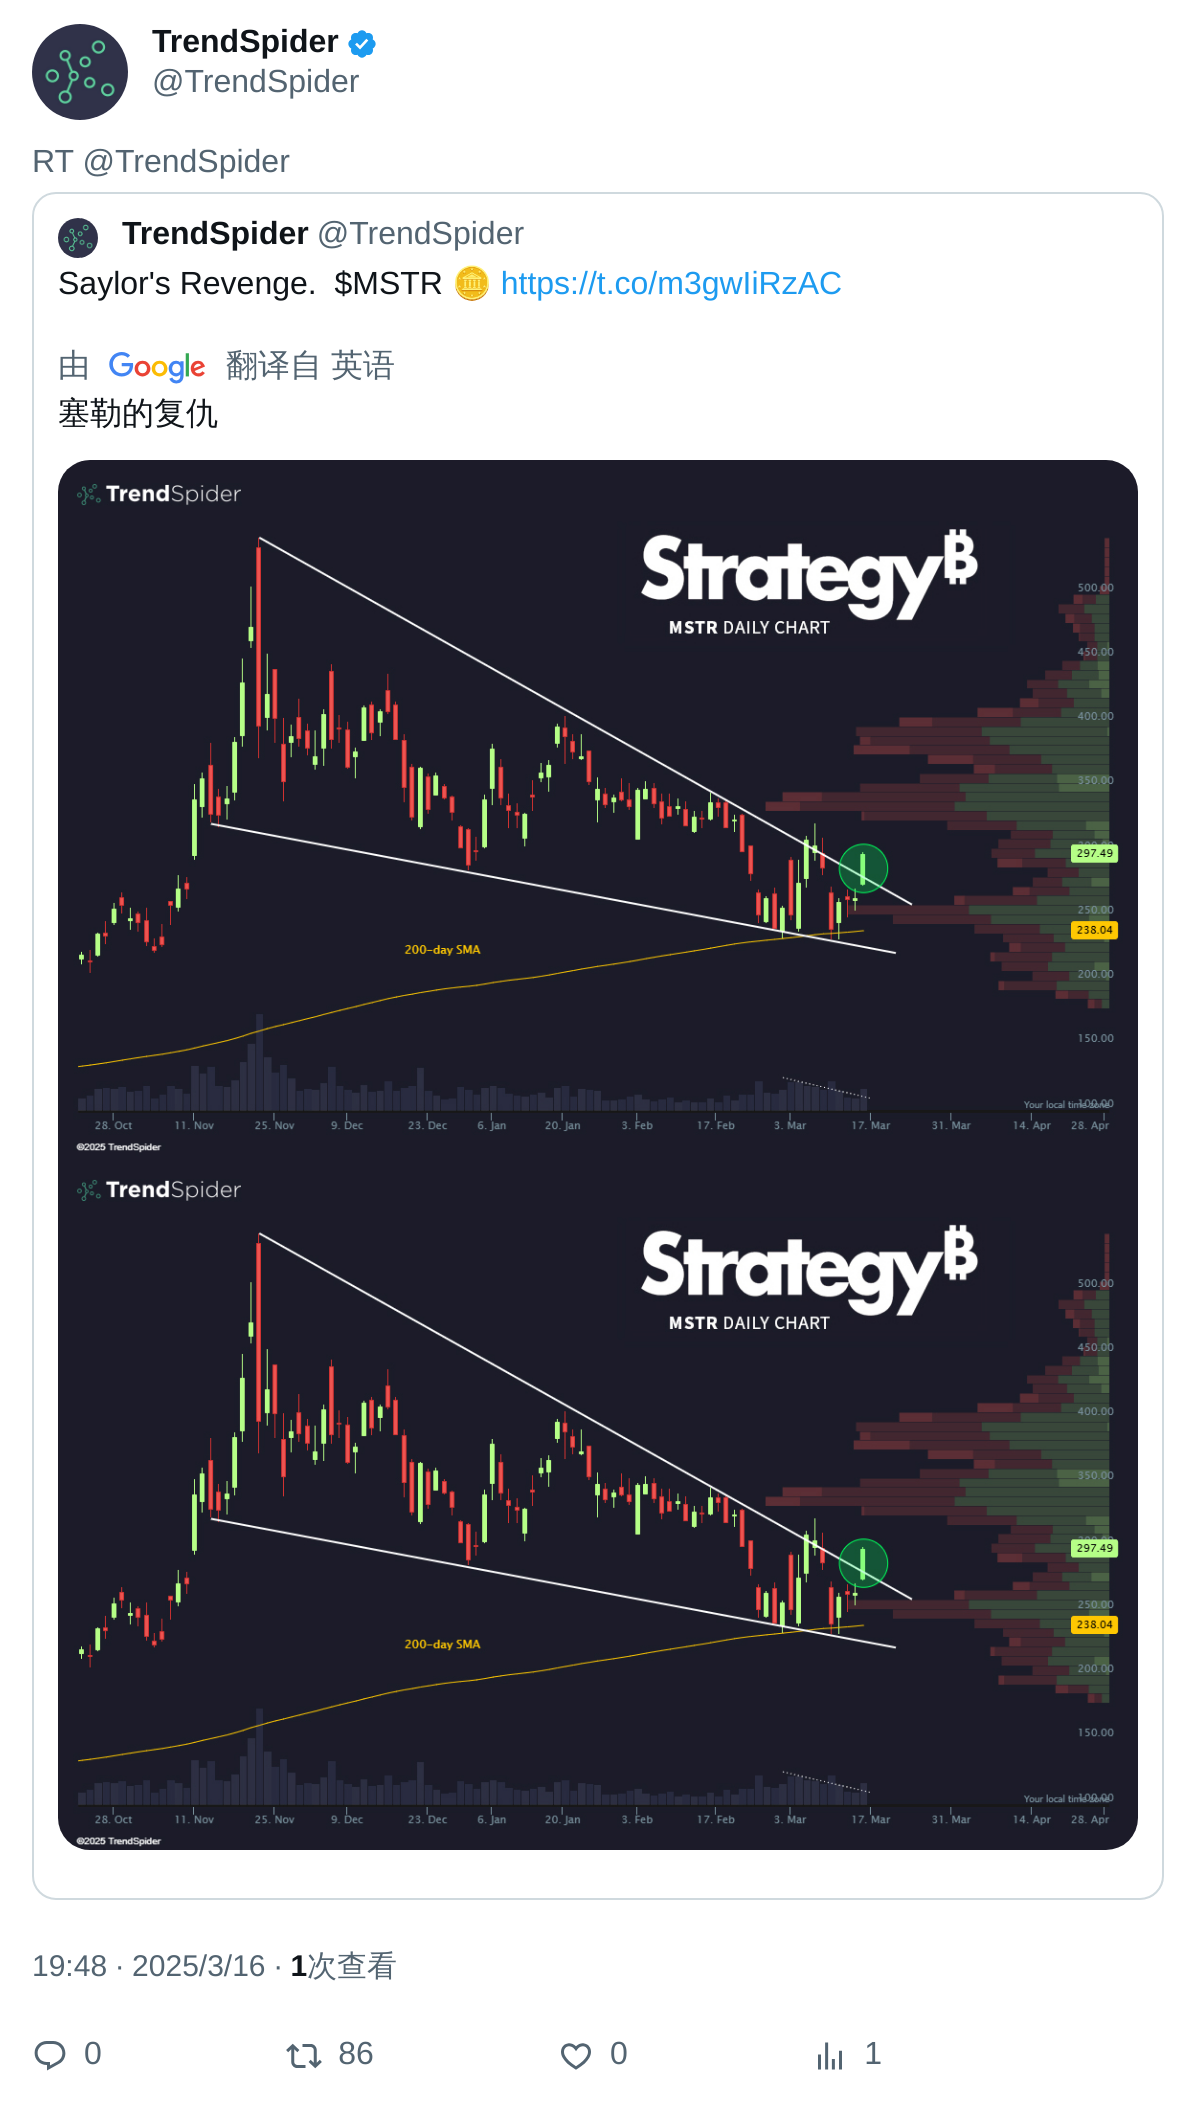 TrendSpider
@TrendSpider
RT @TrendSpider
TrendSpider @TrendSpider
Saylor's Revenge. $MSTR 🪙 https://t.co/m3gwIiRzAC
由 Google 翻译自 英语
塞勒的复仇
TrendSpider
Strategy₿
MSTR DAILY CHART
500.00
450.00
400.00
350.00
297.49
250.00
238.04
200.00
150.00
100.00
200-day SMA
Your local time zone
28. Oct 11. Nov 25. Nov 9. Dec 23. Dec 6. Jan 20. Jan 3. Feb 17. Feb 3. Mar 17. Mar 31. Mar 14. Apr 28. Apr
©2025 TrendSpider
TrendSpider
Strategy₿
MSTR DAILY CHART
500.00
450.00
400.00
350.00
297.49
250.00
238.04
200.00
150.00
100.00
200-day SMA
Your local time zone
28. Oct 11. Nov 25. Nov 9. Dec 23. Dec 6. Jan 20. Jan 3. Feb 17. Feb 3. Mar 17. Mar 31. Mar 14. Apr 28. Apr
©2025 TrendSpider
19:48 · 2025/3/16 · 1次查看
0 86 0 1